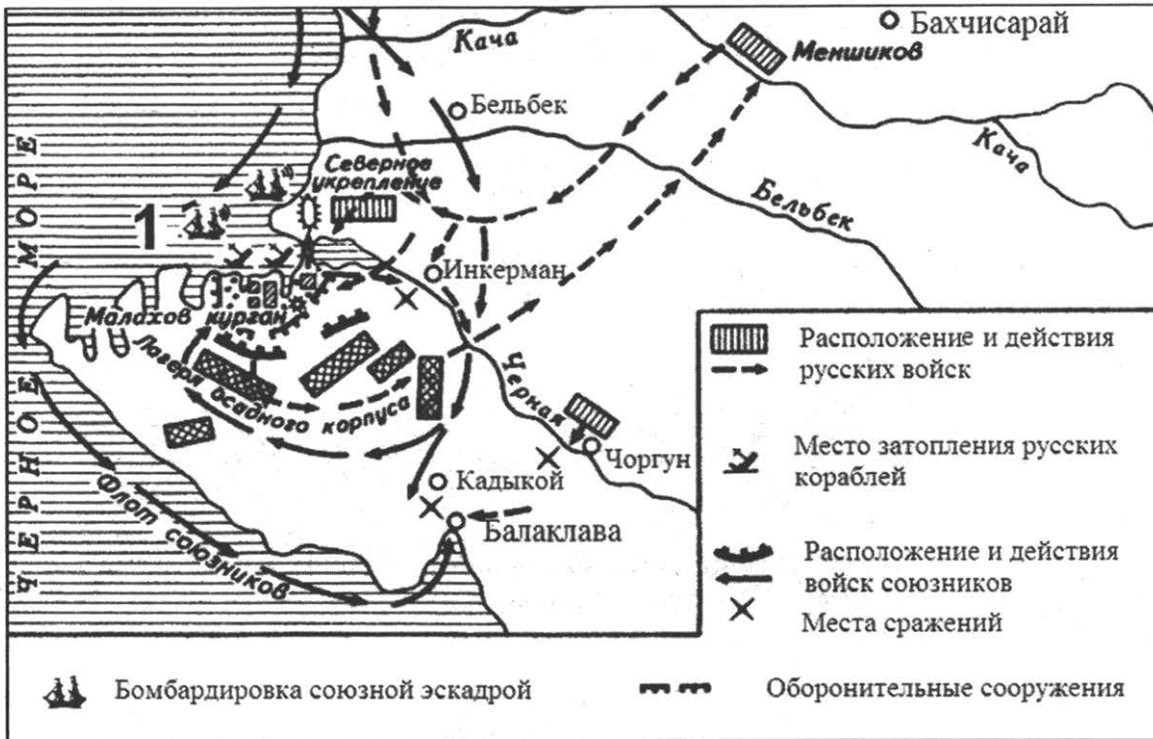 Кача
Меншиков
Бахчисарай
Бельбек
Северное
укрепление
Кача
Бельбек
1
ЧЕРНОЕ МОРЕ
Инкерман
Малахов курган
Лагеря осадного корпуса
Черная
Чоргун
Кадыкой
Балаклава
Флот союзников
Расположение и действия
русских войск
Место затопления русских
кораблей
Расположение и действия
войск союзников
Места сражений
Бомбардировка союзной эскадрой
Оборонительные сооружения